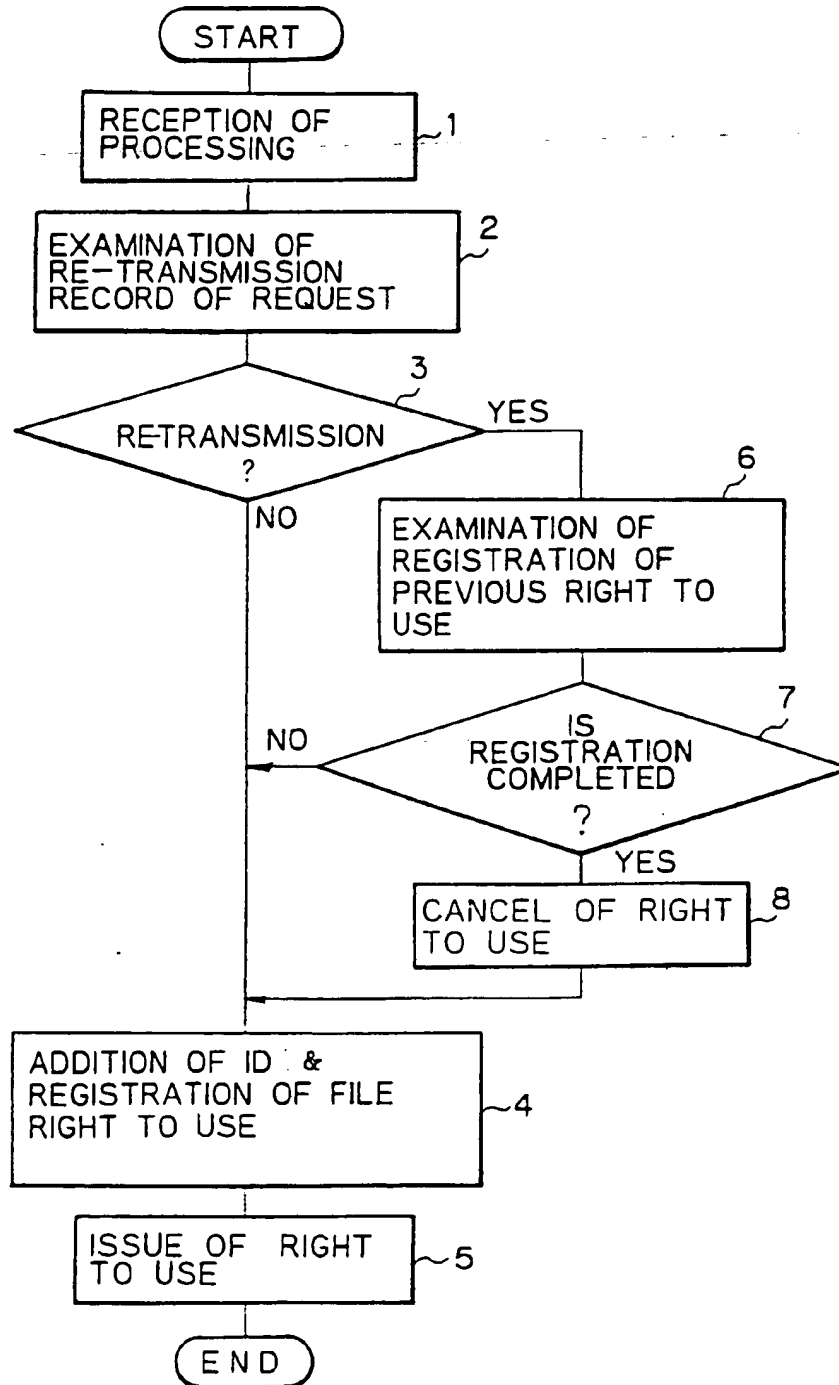 START
RECEPTION OF
PROCESSING
1
EXAMINATION OF
RE-TRANSMISSION
RECORD OF REQUEST
2
3
RE-TRANSMISSION
?
YES
NO
6
EXAMINATION OF
REGISTRATION OF
PREVIOUS RIGHT TO
USE
7
IS
REGISTRATION
COMPLETED
?
NO
YES
CANCEL OF RIGHT
TO USE
8
ADDITION OF ID &
REGISTRATION OF FILE
RIGHT TO USE
4
ISSUE OF RIGHT
TO USE
5
END